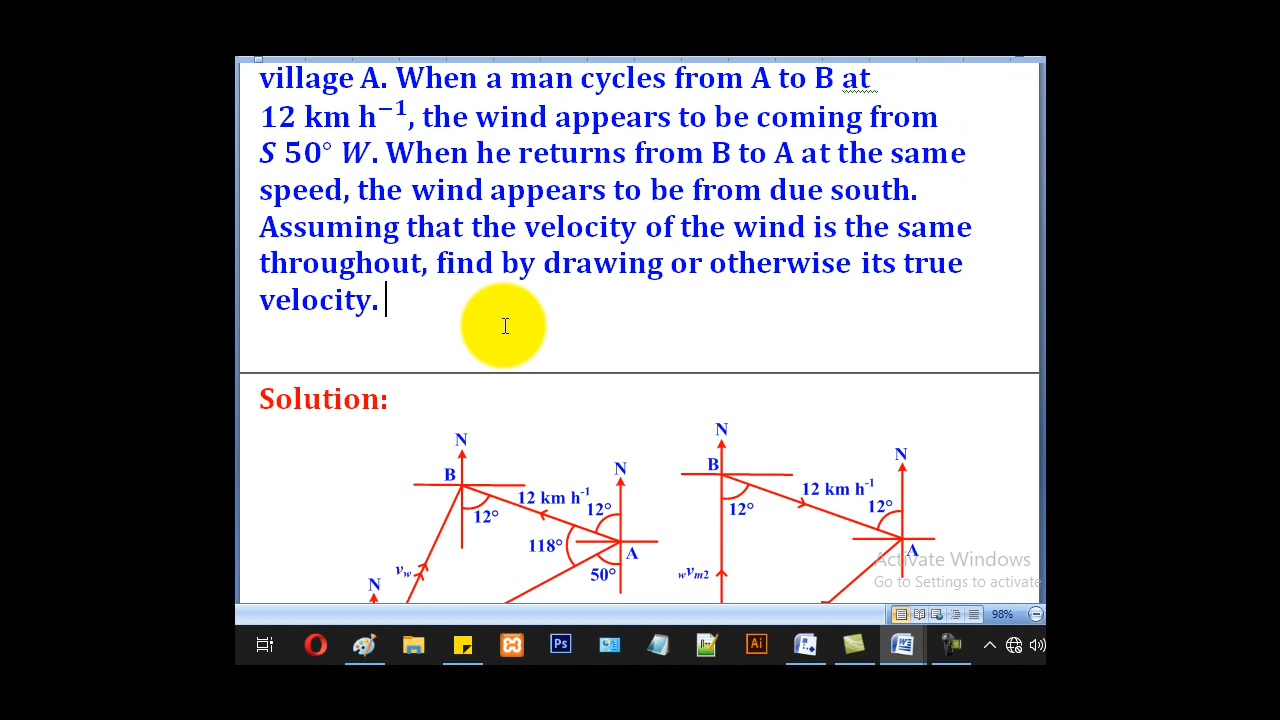 village A. When a man cycles from A to B at
12 km h⁻¹, the wind appears to be coming from
S 50° W. When he returns from B to A at the same
speed, the wind appears to be from due south.
Assuming that the velocity of the wind is the same
throughout, find by drawing or otherwise its true
velocity.
Solution:
N
B
12 km h⁻¹
12°
N
12°
118°
A
50°
v_w
N
N
B
12 km h⁻¹
12°
N
12°
A
wVm2
Activate Windows
Go to Settings to activate
98%
Ps
Ai